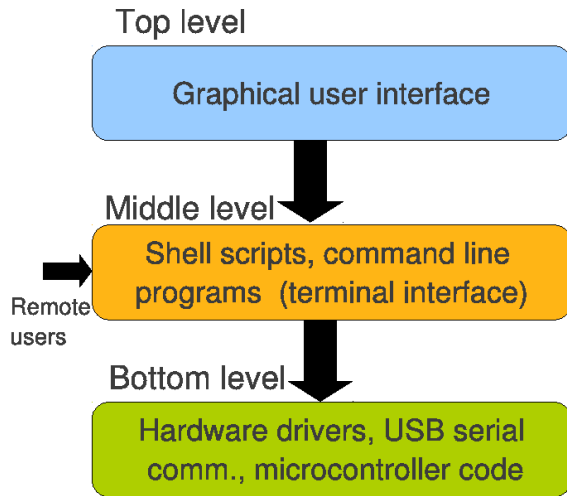 Top level
Graphical user interface
Middle level
Shell scripts, command line
programs (terminal interface)
Remote
users
Bottom level
Hardware drivers, USB serial
comm., microcontroller code